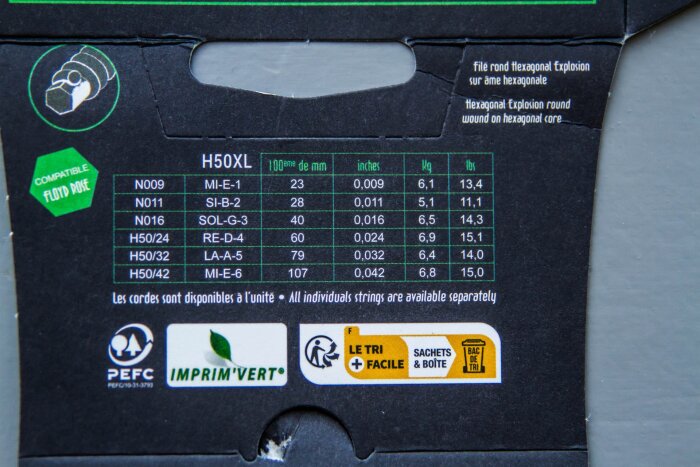 Filé rond Hexagonal Explosion
sur âme hexagonale
Hexagonal Explosion round
wound on hexagonal core
COMPATIBLE
FLOYD ROSE
H50XL 100ème de mm inches Kg lbs
N009 MI-E-1 23 0,009 6,1 13,4
N011 SI-B-2 28 0,011 5,1 11,1
N016 SOL-G-3 40 0,016 6,5 14,3
H50/24 RE-D-4 60 0,024 6,9 15,1
H50/32 LA-A-5 79 0,032 6,4 14,0
H50/42 MI-E-6 107 0,042 6,8 15,0
Les cordes sont disponibles à l'unité • All individuals strings are available separately
PEFC
PEFC/10-31-3793
IMPRIM'VERT®
F
LE TRI
+ FACILE
SACHETS
& BOÎTE
BAC
DE
TRI